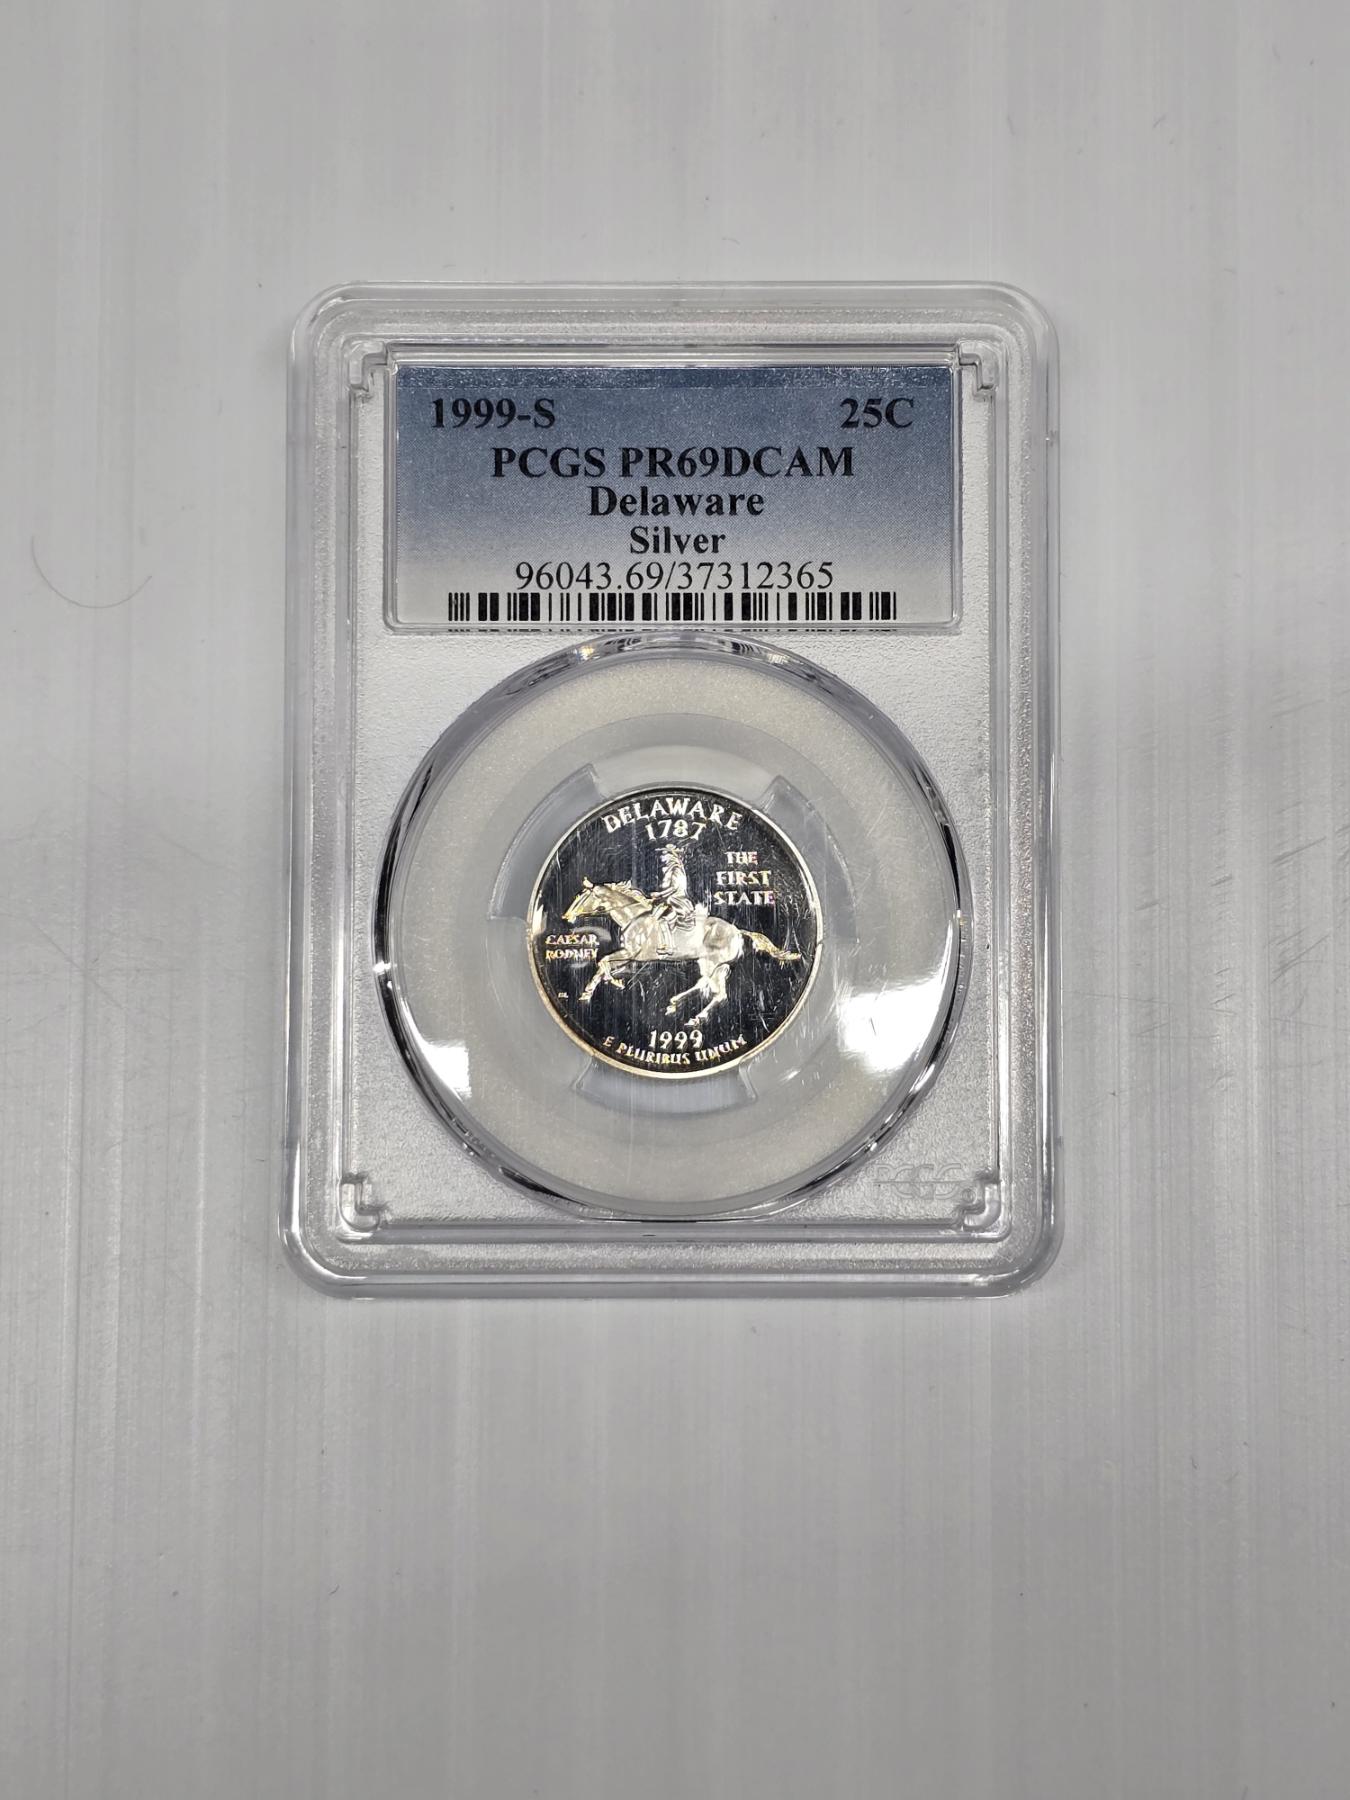 1999-S 25C
PCGS PR69DCAM
Delaware
Silver
96043.69/37312365
DELAWARE
1787
THE
FIRST
STATE
CAESAR
RODNEY
1999
E PLURIBUS UNUM
PCGS